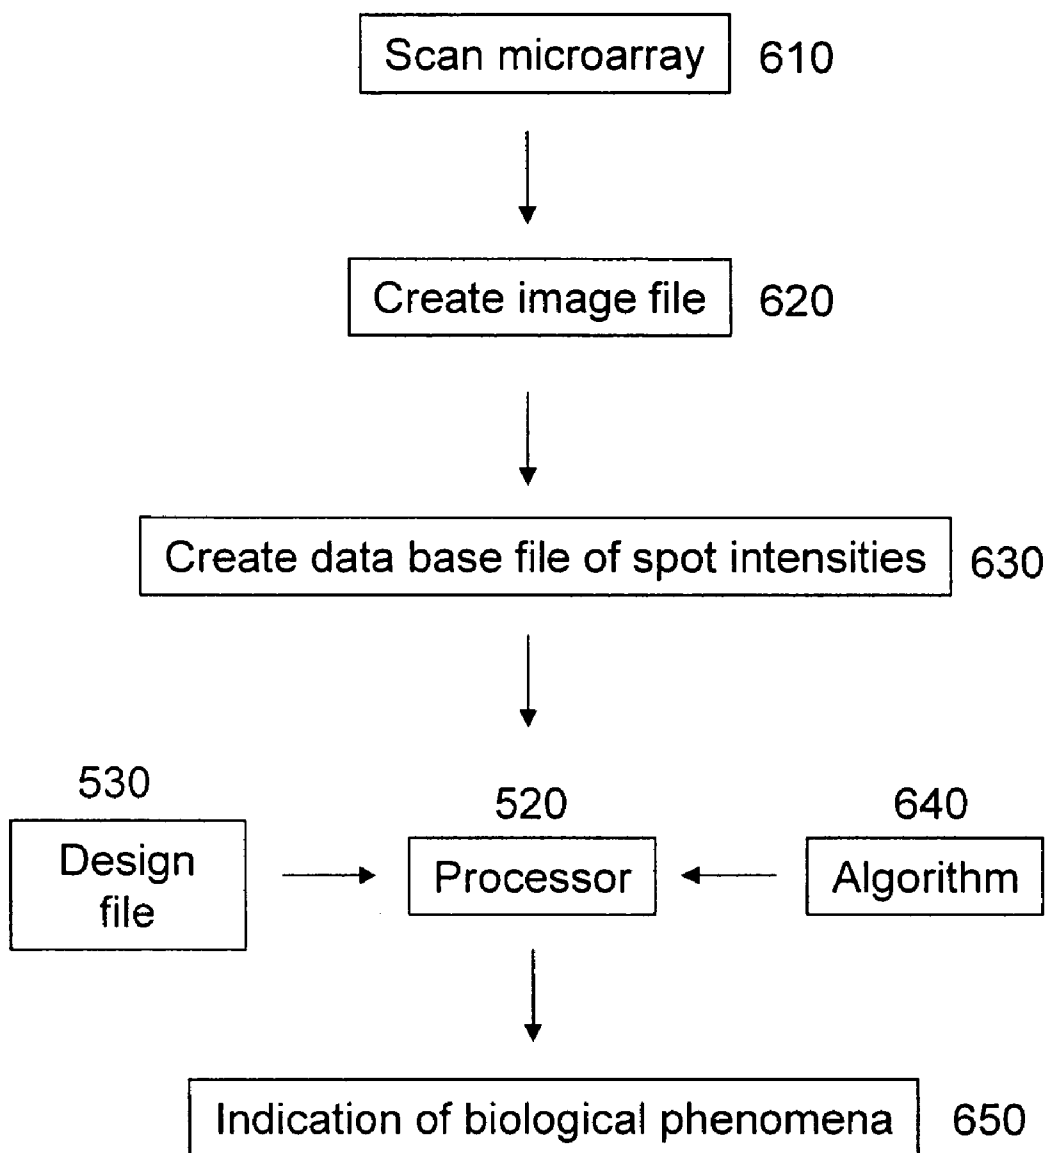 Scan microarray 610
Create image file 620
Create data base file of spot intensities 630
530
Design
file
520
Processor
640
Algorithm
Indication of biological phenomena 650